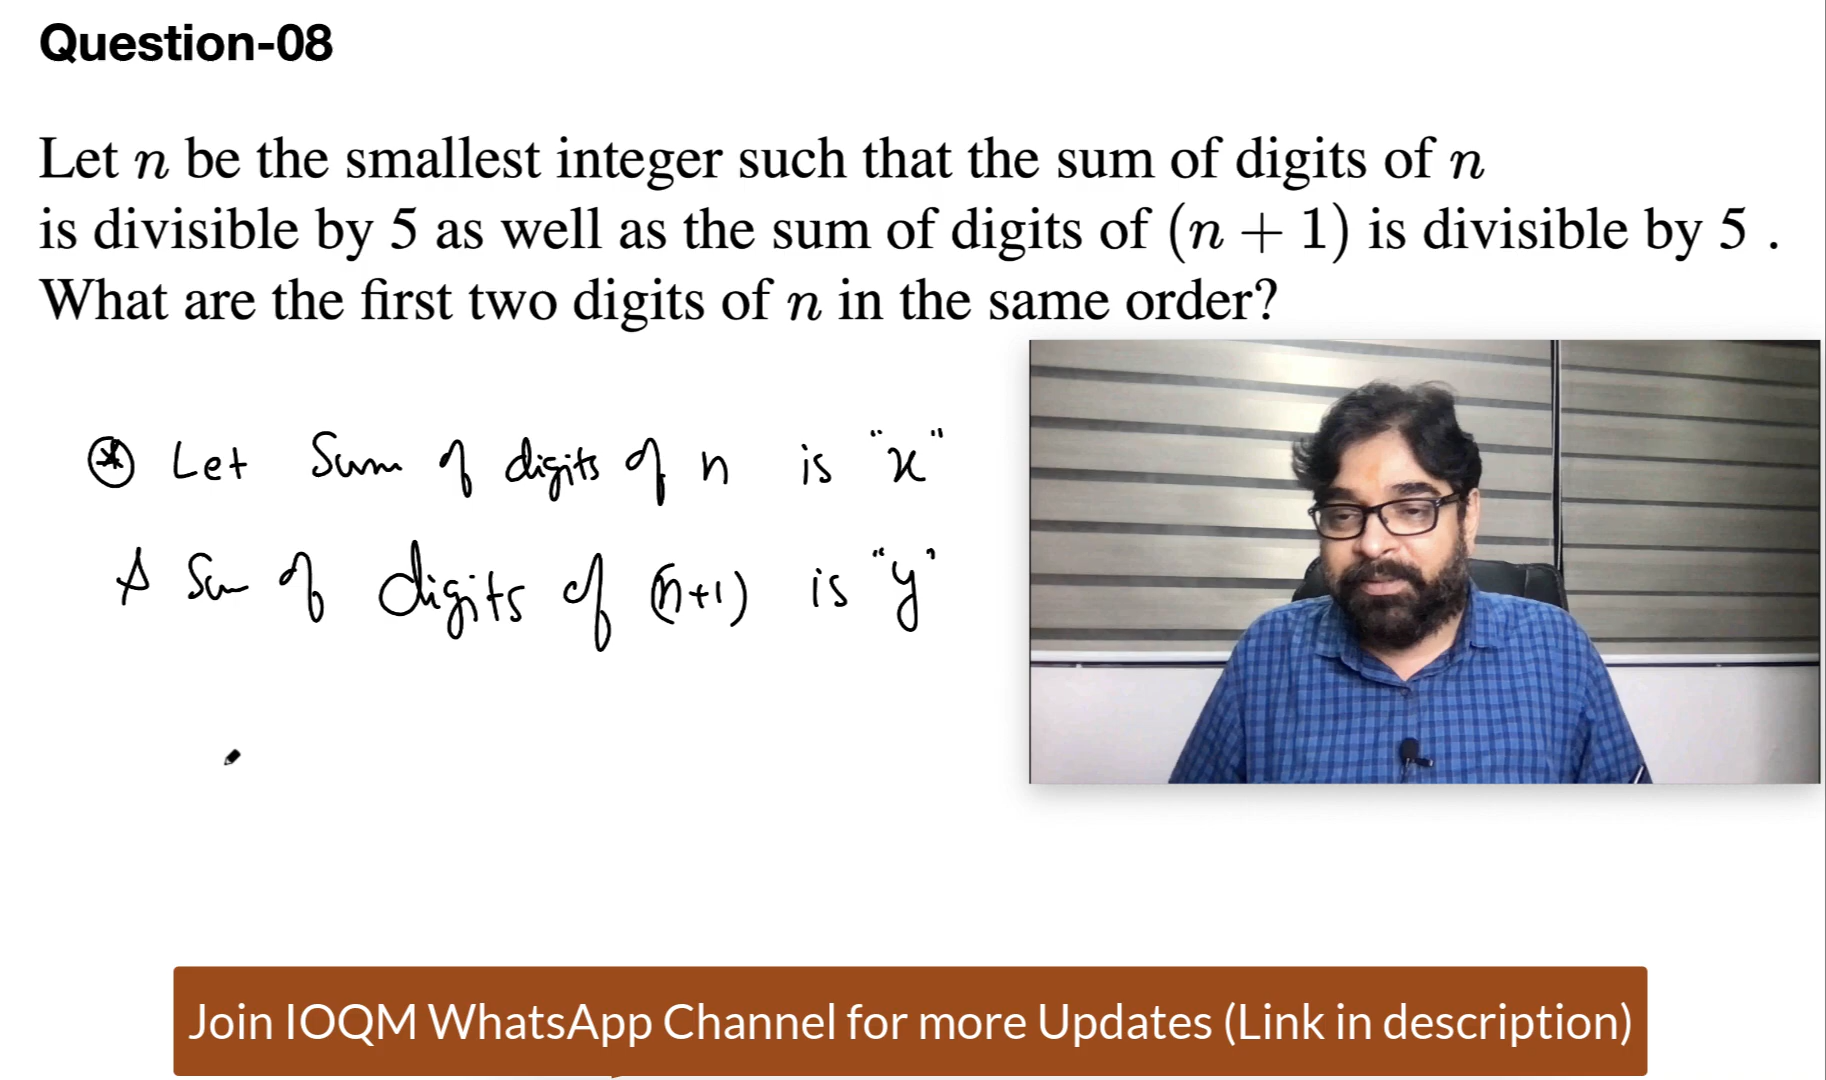 Question-08
Let n be the smallest integer such that the sum of digits of n
is divisible by 5 as well as the sum of digits of (n + 1) is divisible by 5 .
What are the first two digits of n in the same order?
Let Sum of digits of n is "x"
& Sum of digits of (n+1) is "y"
Join IOQM WhatsApp Channel for more Updates (Link in description)